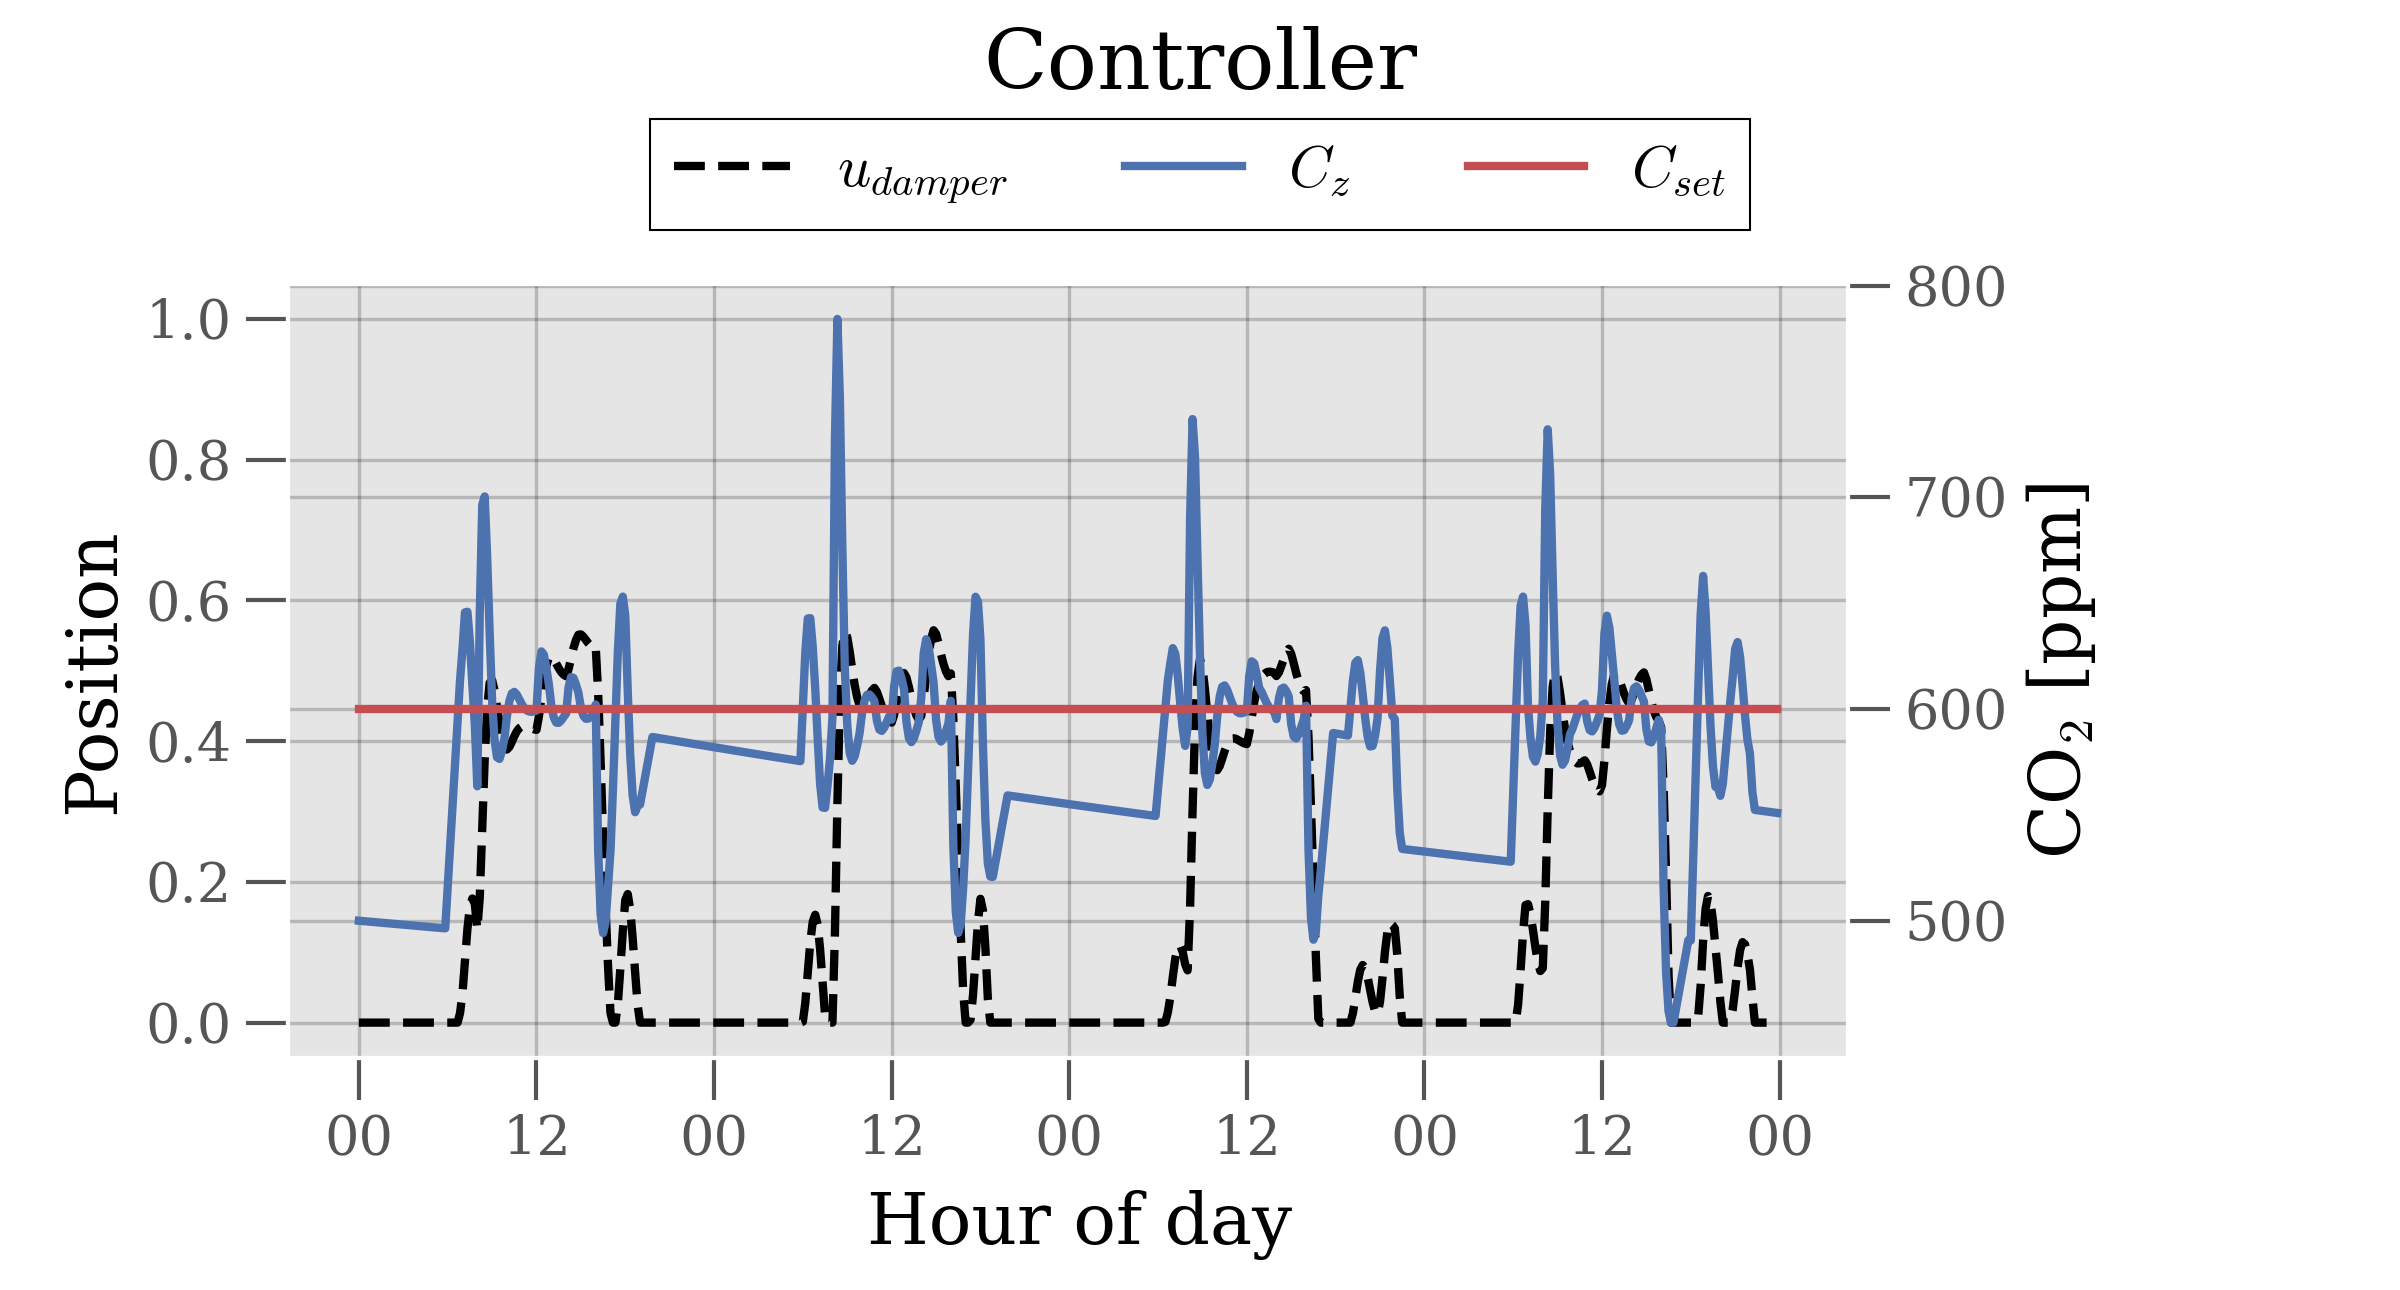 Controller
u_damper C_z C_set
1.0
0.8
0.6
0.4
0.2
0.0
Position
800
700
600
500
CO₂ [ppm]
00 12 00 12 00 12 00 12 00
Hour of day